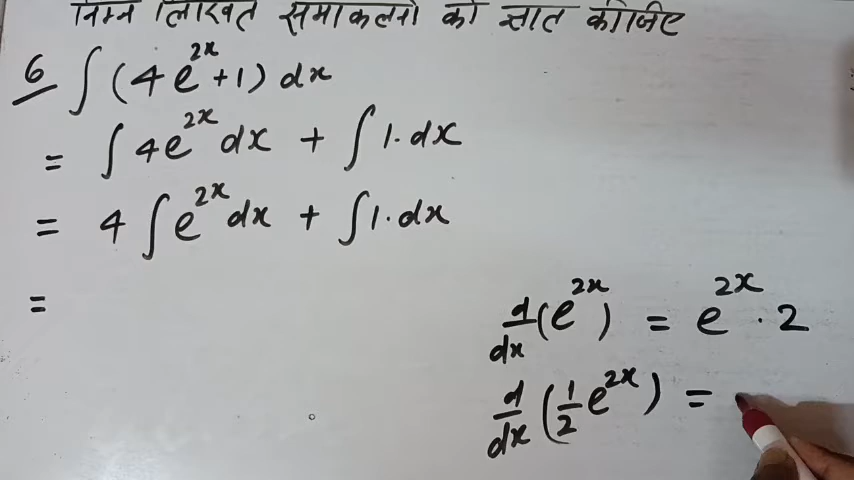 निम्न लिखित समाकलनों को ज्ञात कीजिए
6 ∫ (4e^{2x}+1) dx
= ∫ 4e^{2x} dx + ∫ 1.dx
= 4 ∫ e^{2x} dx + ∫ 1.dx
=
d/dx (e^{2x}) = e^{2x} . 2
d/dx (1/2 e^{2x}) =